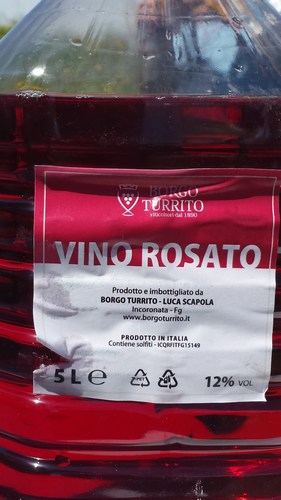 BORGO
TURRITO
viticoltori dal 1890
VINO ROSATO
Prodotto e imbottigliato da
BORGO TURRITO - LUCA SCAPOLA
Incoronata - Fg
www.borgoturrito.it
PRODOTTO IN ITALIA
Contiene solfiti - ICQRFITFG15149
5 L e 12% VOL